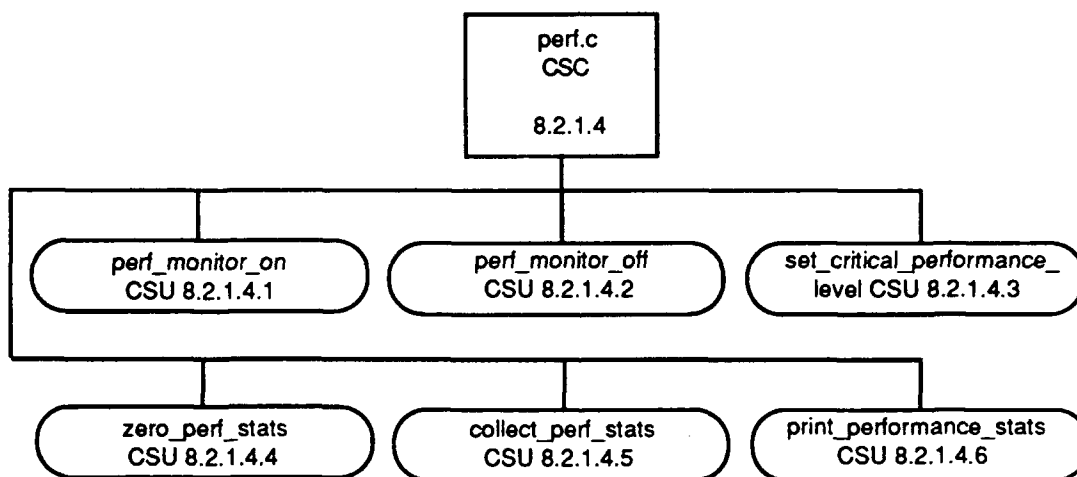 perf.c
CSC
8.2.1.4
perf_monitor_on
CSU 8.2.1.4.1
perf_monitor_off
CSU 8.2.1.4.2
set_critical_performance_
level CSU 8.2.1.4.3
zero_perf_stats
CSU 8.2.1.4.4
collect_perf_stats
CSU 8.2.1.4.5
print_performance_stats
CSU 8.2.1.4.6